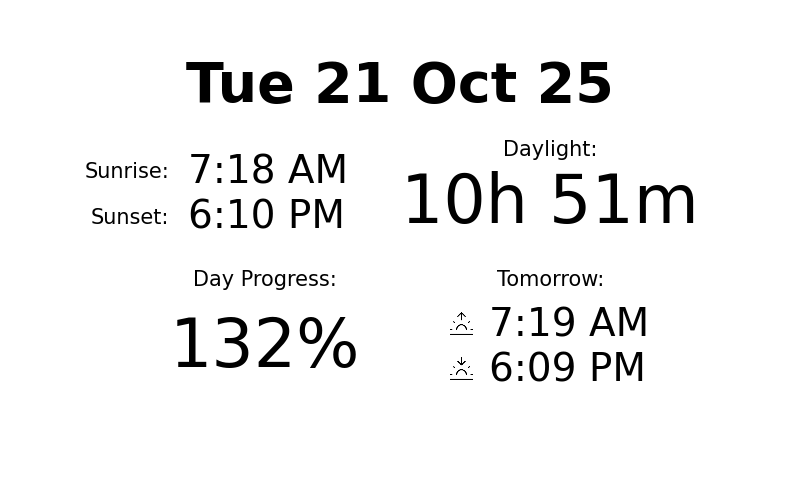 Tue 21 Oct 25
Sunrise: 7:18 AM
Sunset: 6:10 PM
Daylight:
10h 51m
Day Progress:
132%
Tomorrow:
7:19 AM
6:09 PM